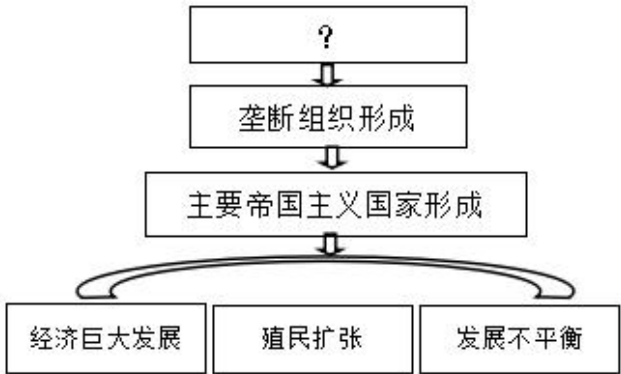 ?
垄断组织形成
主要帝国主义国家形成
经济巨大发展
殖民扩张
发展不平衡